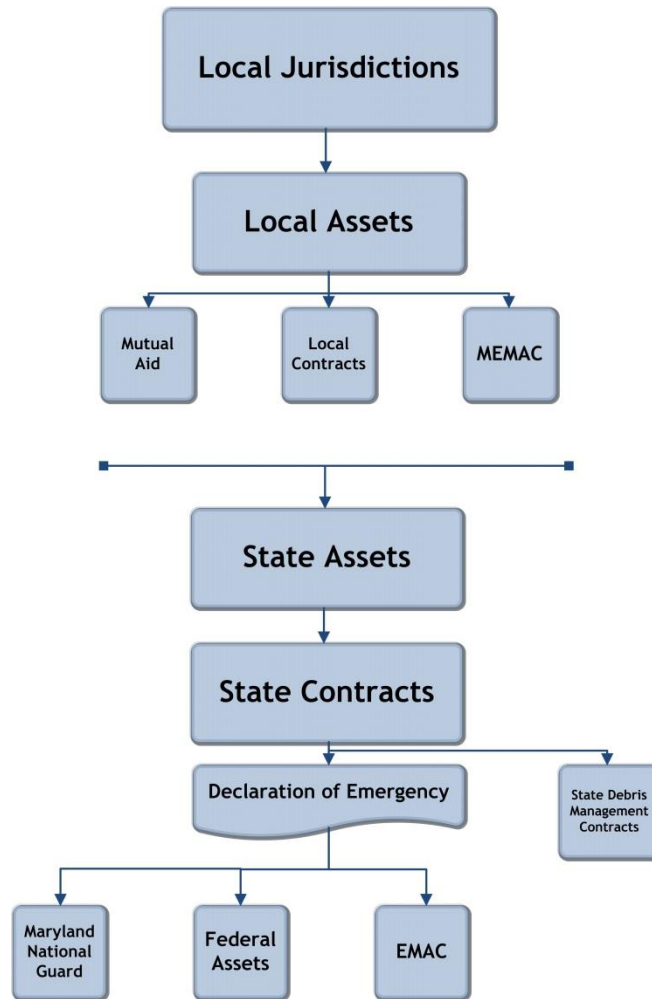 Local Jurisdictions
Local Assets
Mutual
Aid
Local
Contracts
MEMAC
State Assets
State Contracts
Declaration of Emergency
State Debris
Management
Contracts
Maryland
National
Guard
Federal
Assets
EMAC